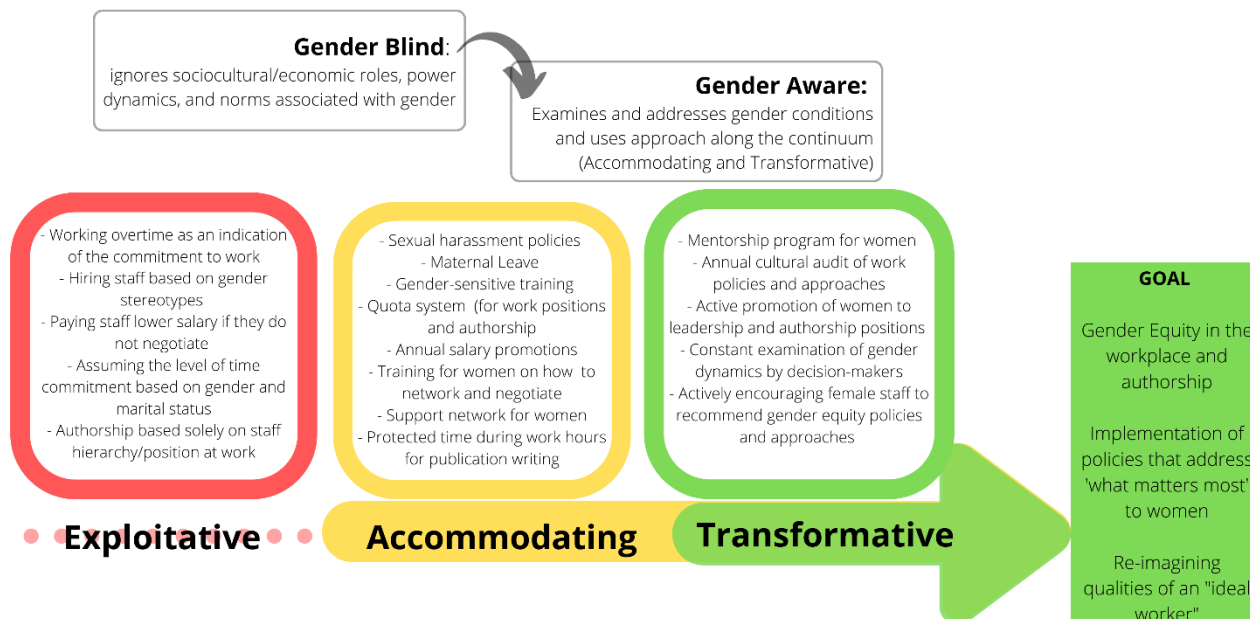 Gender Blind:
ignores sociocultural/economic roles, power
dynamics, and norms associated with gender
Gender Aware:
Examines and addresses gender conditions
and uses approach along the continuum
(Accommodating and Transformative)
- Working overtime as an indication
of the commitment to work
- Hiring staff based on gender
stereotypes
- Paying staff lower salary if they do
not negotiate
- Assuming the level of time
commitment based on gender and
marital status
- Authorship based solely on staff
hierarchy/position at work
Exploitative
- Sexual harassment policies
- Maternal Leave
- Gender-sensitive training
- Quota system (for work positions
and authorship
- Annual salary promotions
- Training for women on how to
network and negotiate
- Support network for women
- Protected time during work hours
for publication writing
Accommodating
- Mentorship program for women
- Annual cultural audit of work
policies and approaches
- Active promotion of women to
leadership and authorship positions
- Constant examination of gender
dynamics by decision-makers
- Actively encouraging female staff to
recommend gender equity policies
and approaches
Transformative
GOAL
Gender Equity in the
workplace and
authorship
Implementation of
policies that address
'what matters most'
to women
Re-imagining
qualities of an "ideal
worker"